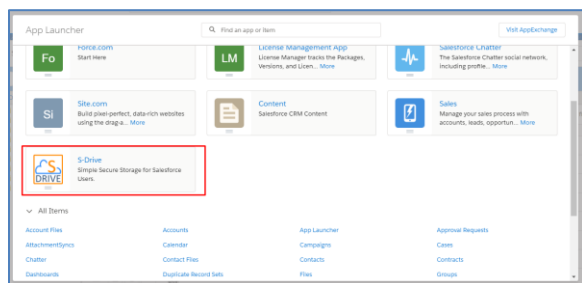 App Launcher
Find an app or item
Visit AppExchange
Fo
Force.com
Start Here
LM
License Management App
License Manager tracks the Packages,
Versions, and Licen... More
Salesforce Chatter
The Salesforce Chatter social network,
including profile... More
Si
Site.com
Build pixel-perfect, data-rich websites
using the drag-a... More
Content
Salesforce CRM Content
Sales
Manage your sales process with
accounts, leads, opportun... More
S
DRIVE
S-Drive
Simple Secure Storage for Salesforce
Users.
All Items
Account Files
Accounts
App Launcher
Approval Requests
AttachmentSyncs
Calendar
Campaigns
Cases
Chatter
Contact Files
Contacts
Contracts
Dashboards
Duplicate Record Sets
Files
Groups